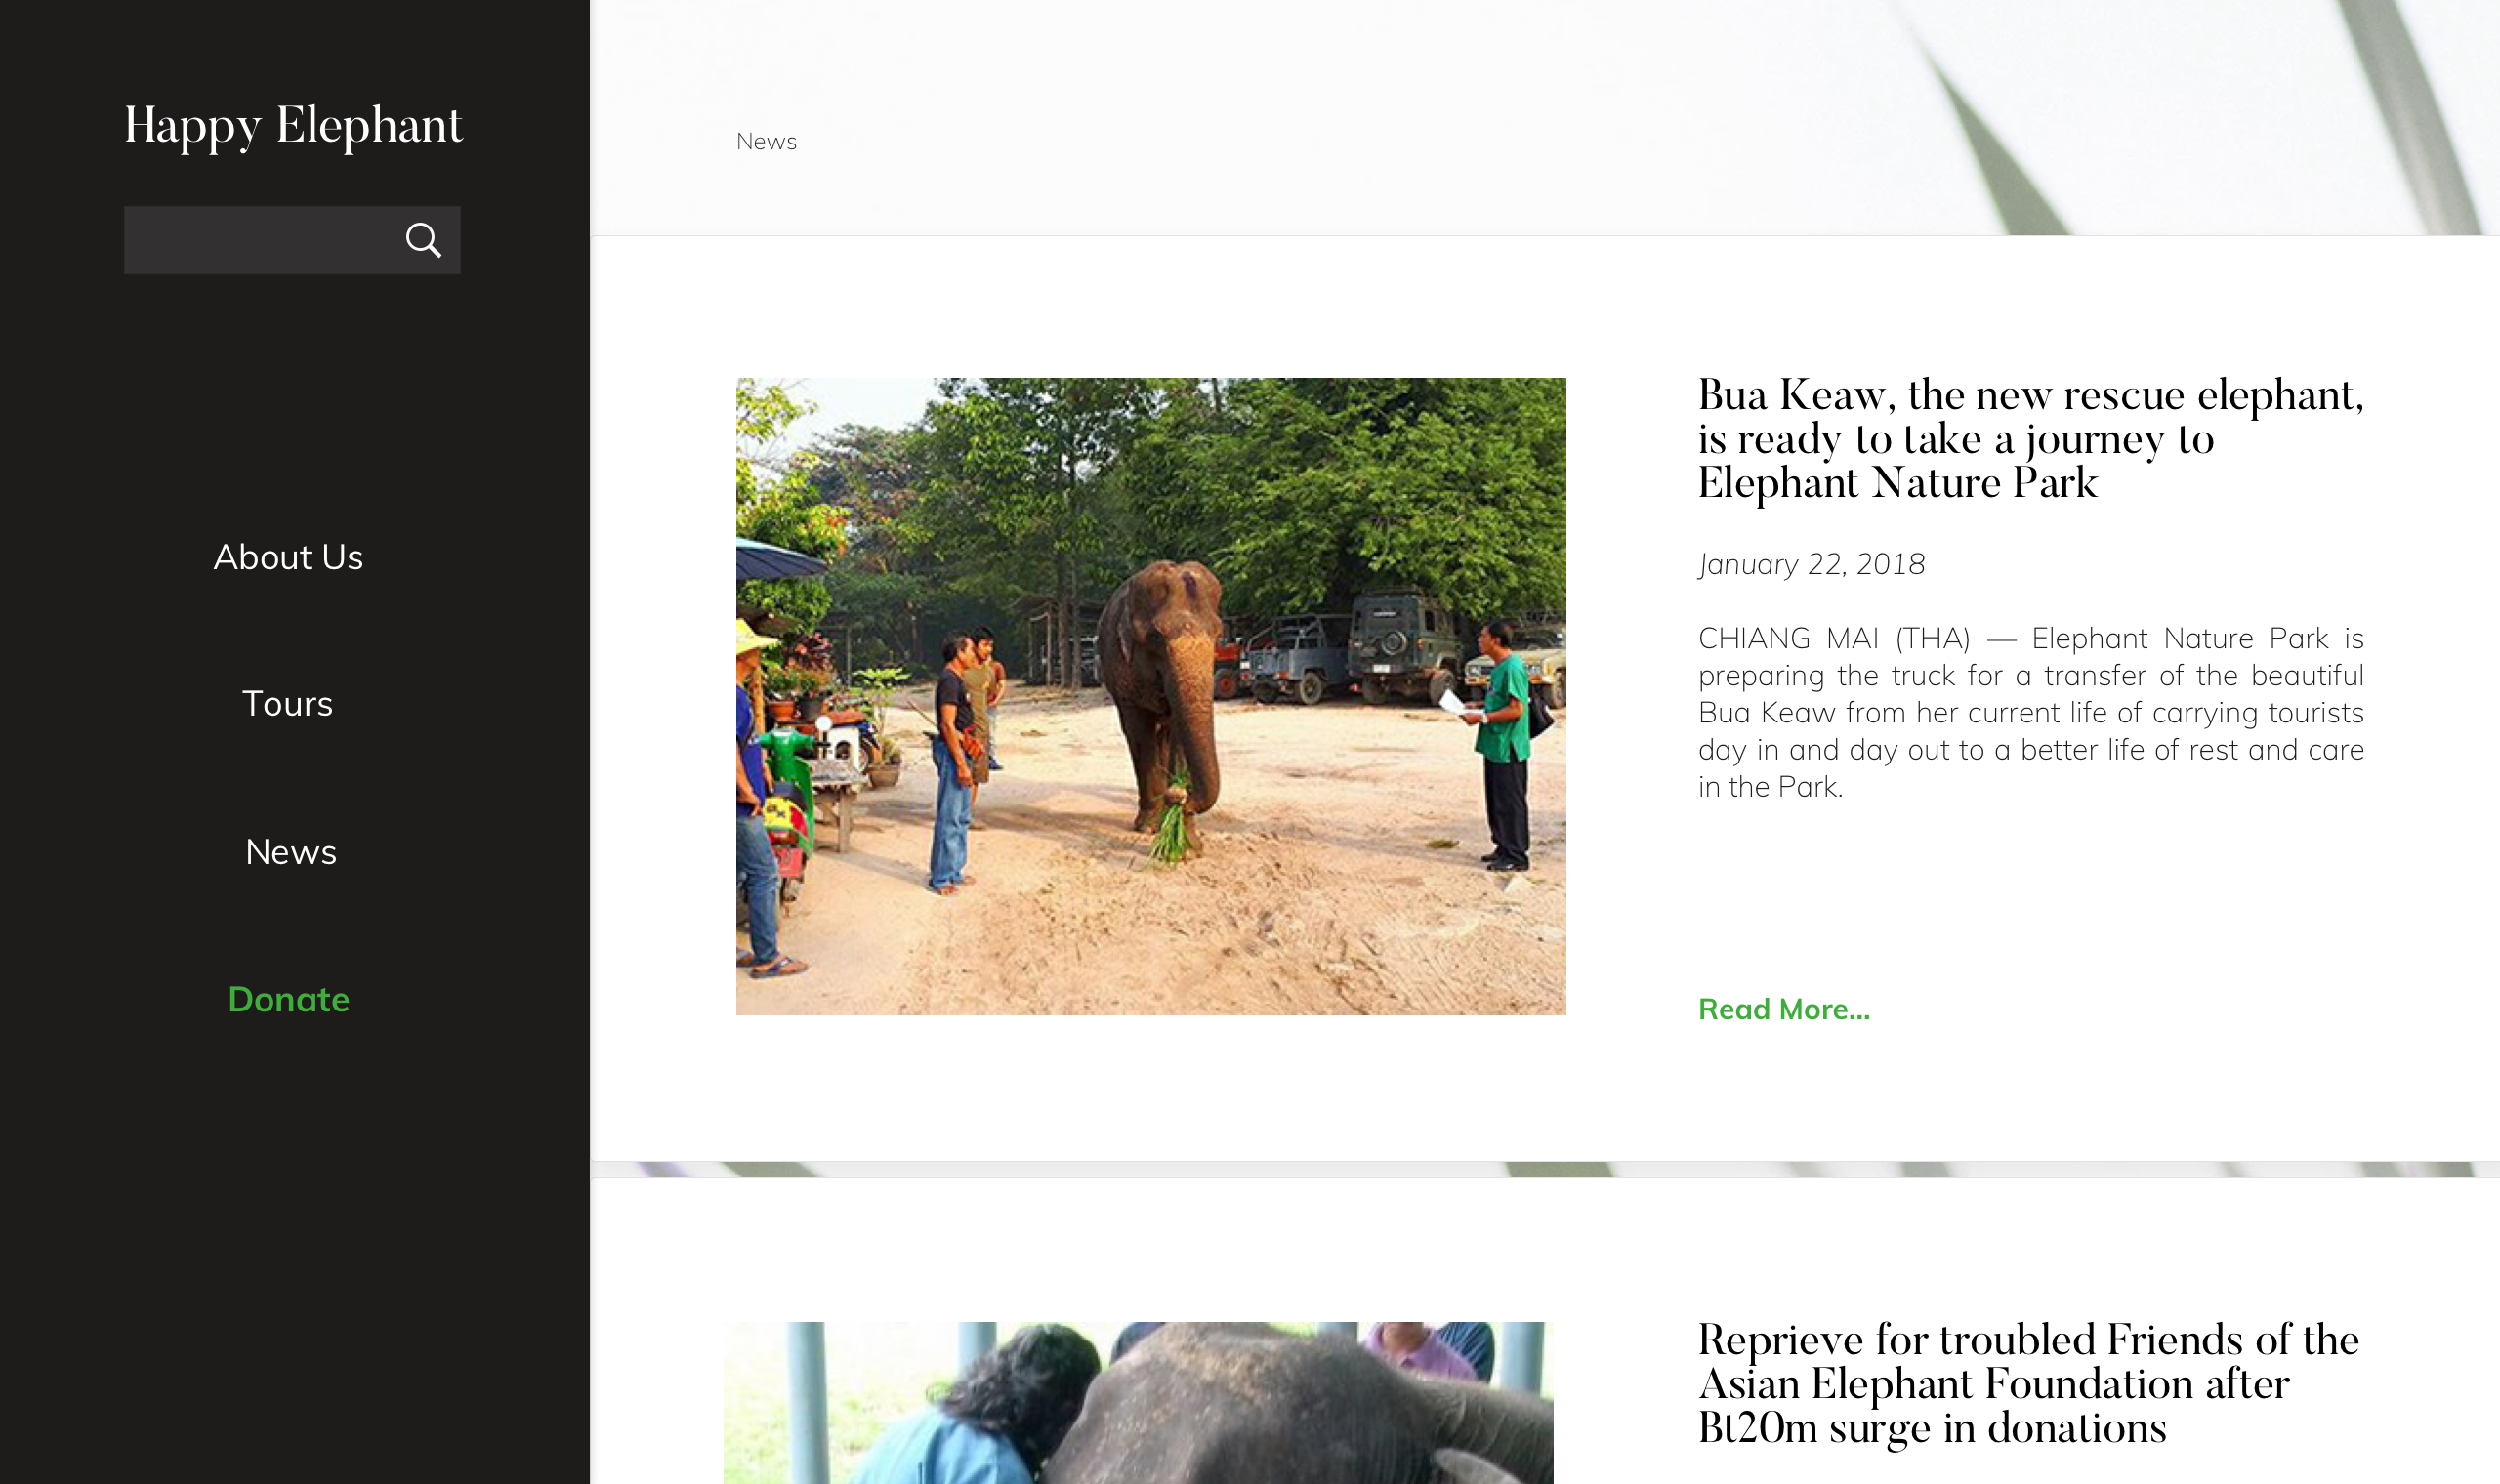 Happy Elephant
About Us
Tours
News
Donate
News
Bua Keaw, the new rescue elephant,
is ready to take a journey to
Elephant Nature Park
January 22, 2018
CHIANG MAI (THA) — Elephant Nature Park is
preparing the truck for a transfer of the beautiful
Bua Keaw from her current life of carrying tourists
day in and day out to a better life of rest and care
in the Park.
Read More...
Reprieve for troubled Friends of the
Asian Elephant Foundation after
Bt20m surge in donations